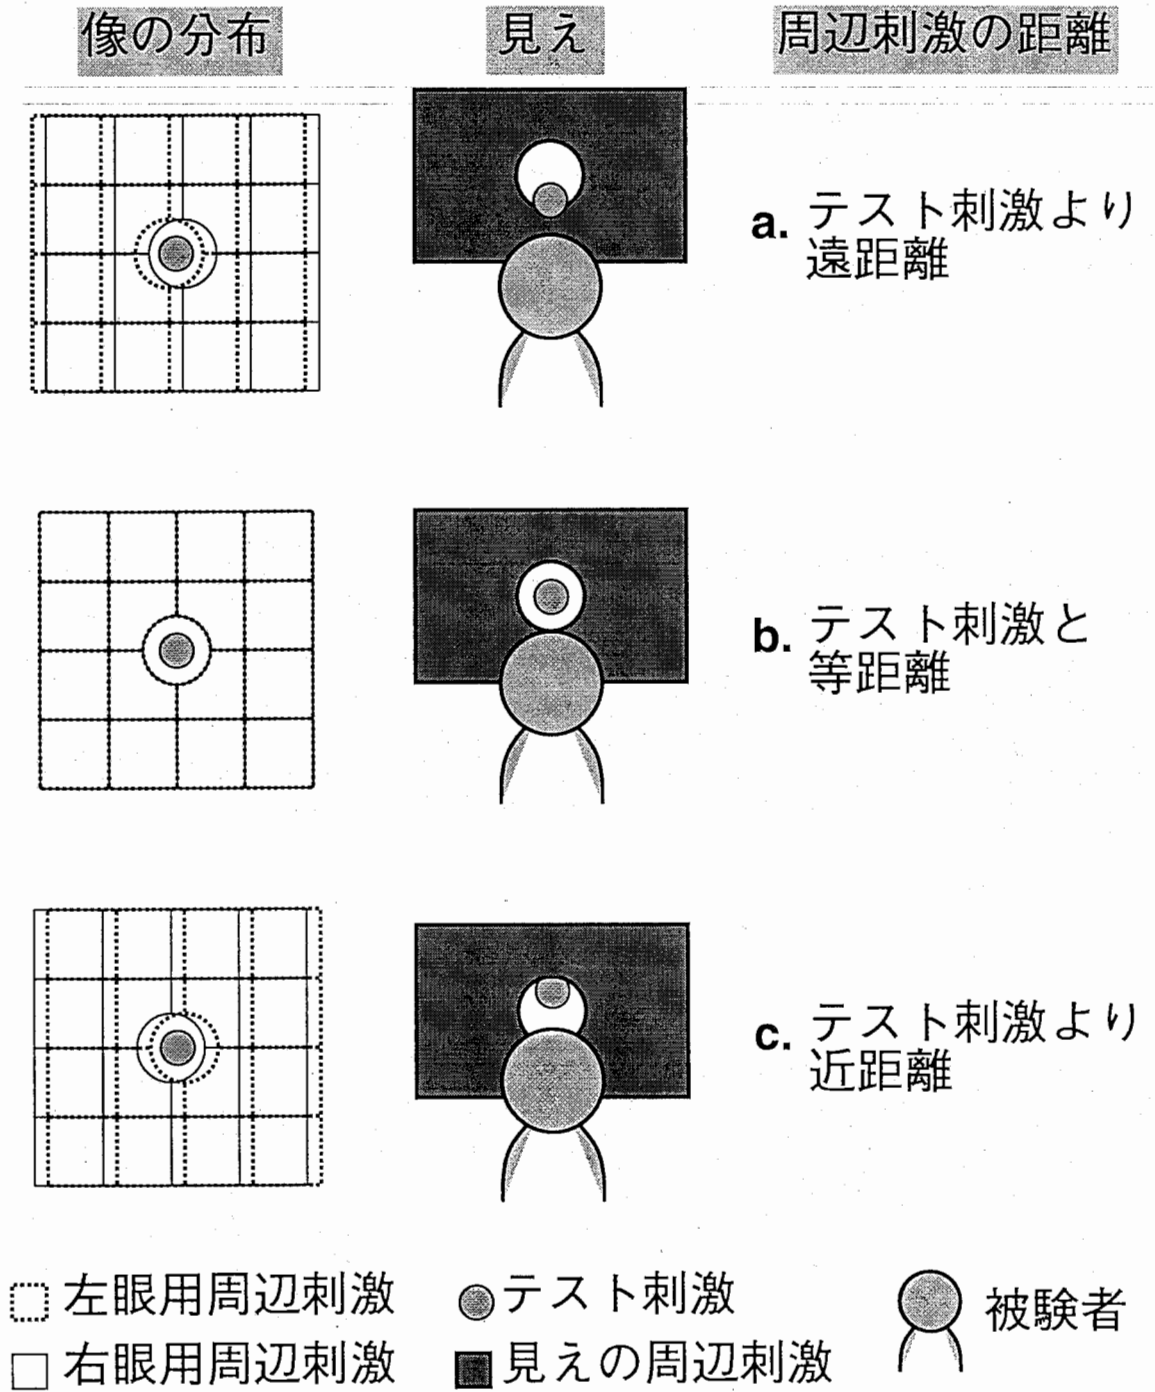 像の分布
見え
周辺刺激の距離
a. テスト刺激より
遠距離
b. テスト刺激と
等距離
c. テスト刺激より
近距離
左眼用周辺刺激
テスト刺激
被験者
右眼用周辺刺激
見えの周辺刺激